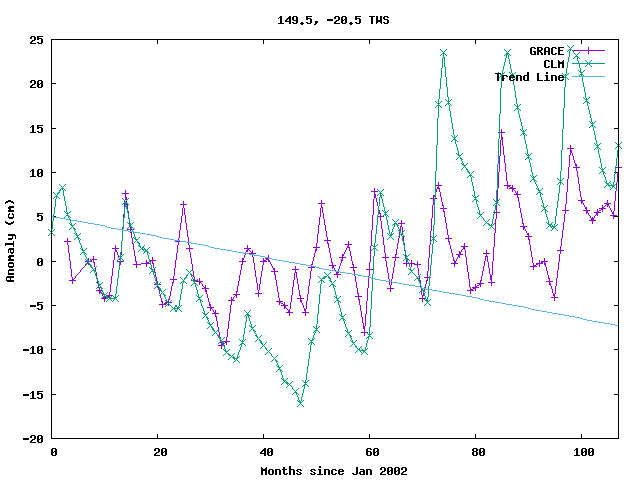 149.5, -20.5 TWS
GRACE
CLM
Trend Line
25
20
15
10
5
0
-5
-10
-15
-20
Anomaly (cm)
0 20 40 60 80 100
Months since Jan 2002